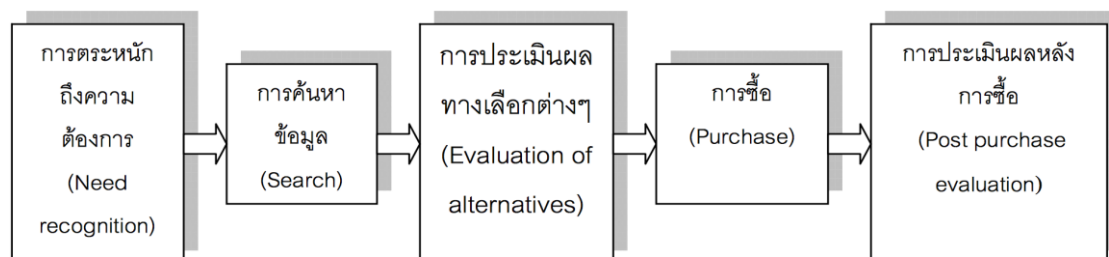 การตระหนัก
ถึงความ
ต้องการ
(Need
recognition)
การค้นหา
ข้อมูล
(Search)
การประเมินผล
ทางเลือกต่างๆ
(Evaluation of
alternatives)
การซื้อ
(Purchase)
การประเมินผลหลัง
การซื้อ
(Post purchase
evaluation)